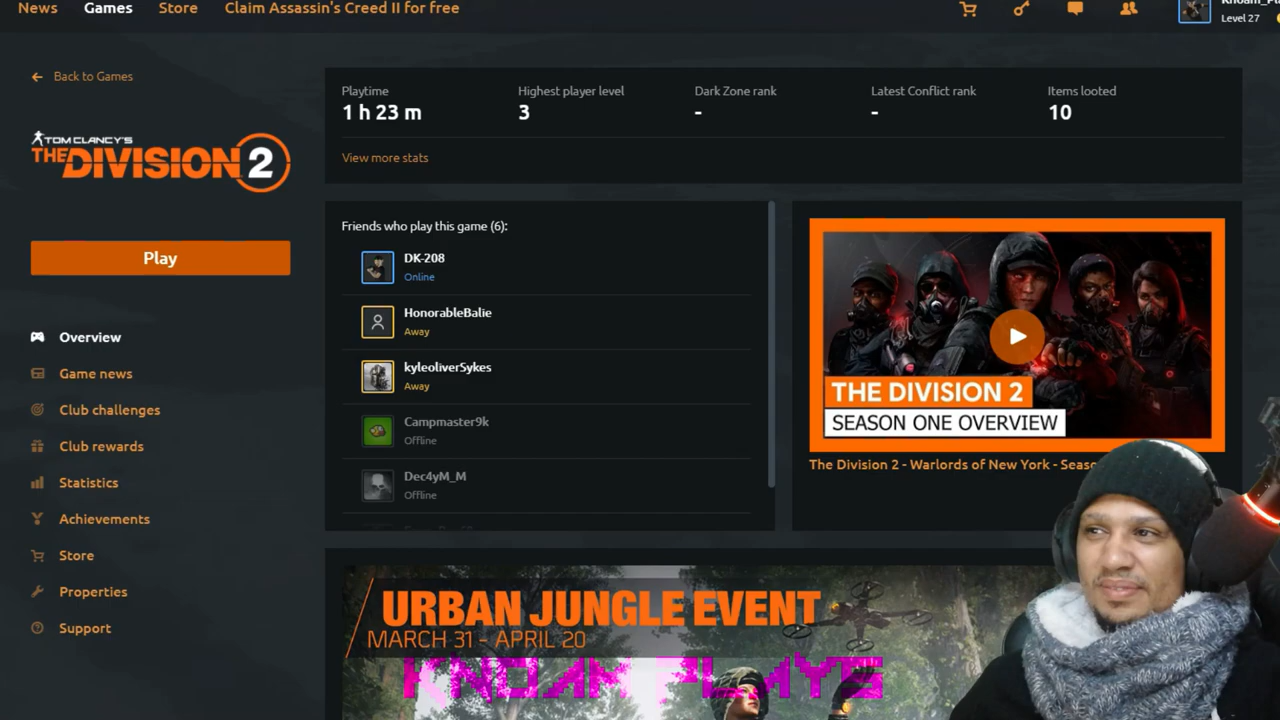 News Games Store Claim Assassin's Creed II for free
Level 27
Back to Games
TOM CLANCY'S
THE DIVISION 2
Play
Overview
Game news
Club challenges
Club rewards
Statistics
Achievements
Store
Properties
Support
Playtime Highest player level Dark Zone rank Latest Conflict rank Items looted
1 h 23 m 3 - - 10
View more stats
Friends who play this game (6):
DK-208
Online
HonorableBalie
Away
kyleoliverSykes
Away
Campmaster9k
Offline
Dec4yM_M
Offline
THE DIVISION 2
SEASON ONE OVERVIEW
The Division 2 - Warlords of New York -
URBAN JUNGLE EVENT
MARCH 31 - APRIL 20
KNOAM PLAYS